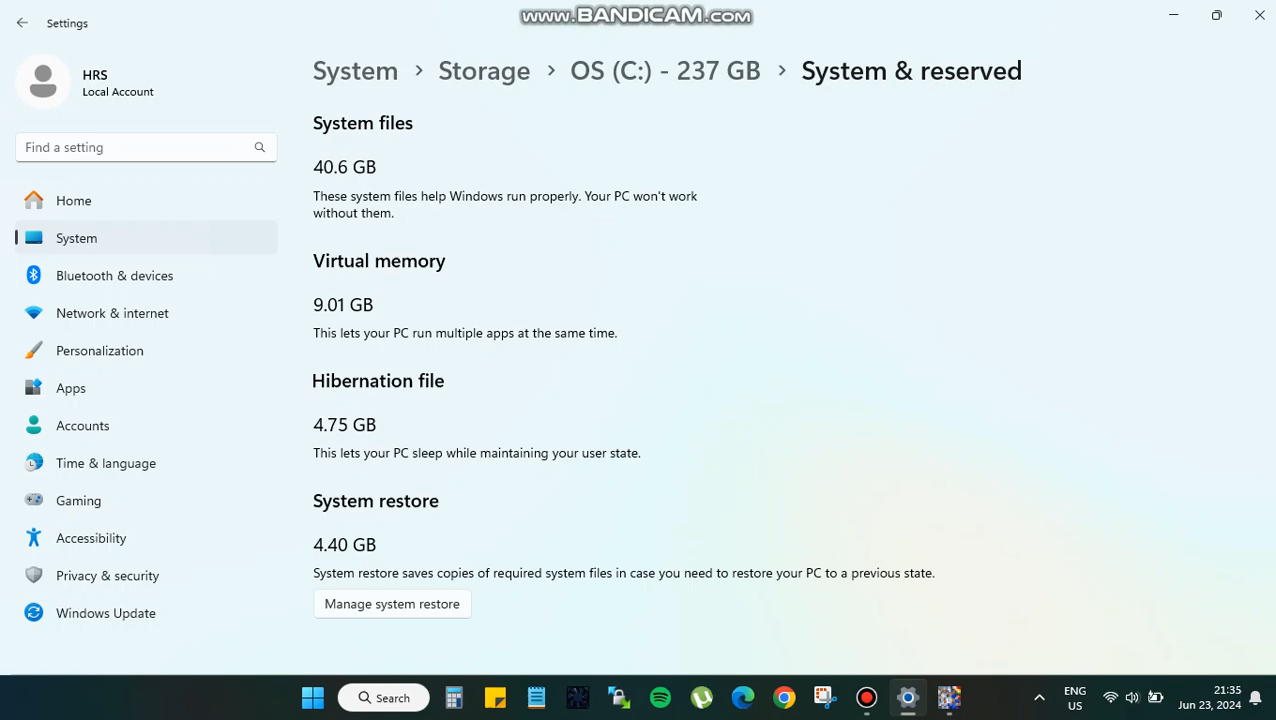 www.BANDICAM.com
Settings
HRS
Local Account
Find a setting
Home
System
Bluetooth & devices
Network & internet
Personalization
Apps
Accounts
Time & language
Gaming
Accessibility
Privacy & security
Windows Update
System > Storage > OS (C:) - 237 GB > System & reserved
System files
40.6 GB
These system files help Windows run properly. Your PC won't work
without them.
Virtual memory
9.01 GB
This lets your PC run multiple apps at the same time.
Hibernation file
4.75 GB
This lets your PC sleep while maintaining your user state.
System restore
4.40 GB
System restore saves copies of required system files in case you need to restore your PC to a previous state.
Manage system restore
Search
ENG
US
21:35
Jun 23, 2024